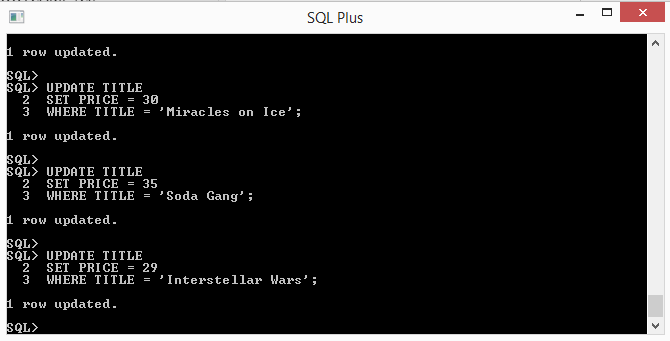 SQL Plus
1 row updated.
SQL>
SQL> UPDATE TITLE
2 SET PRICE = 30
3 WHERE TITLE = 'Miracles on Ice';
1 row updated.
SQL>
SQL> UPDATE TITLE
2 SET PRICE = 35
3 WHERE TITLE = 'Soda Gang';
1 row updated.
SQL>
SQL> UPDATE TITLE
2 SET PRICE = 29
3 WHERE TITLE = 'Interstellar Wars';
1 row updated.
SQL>